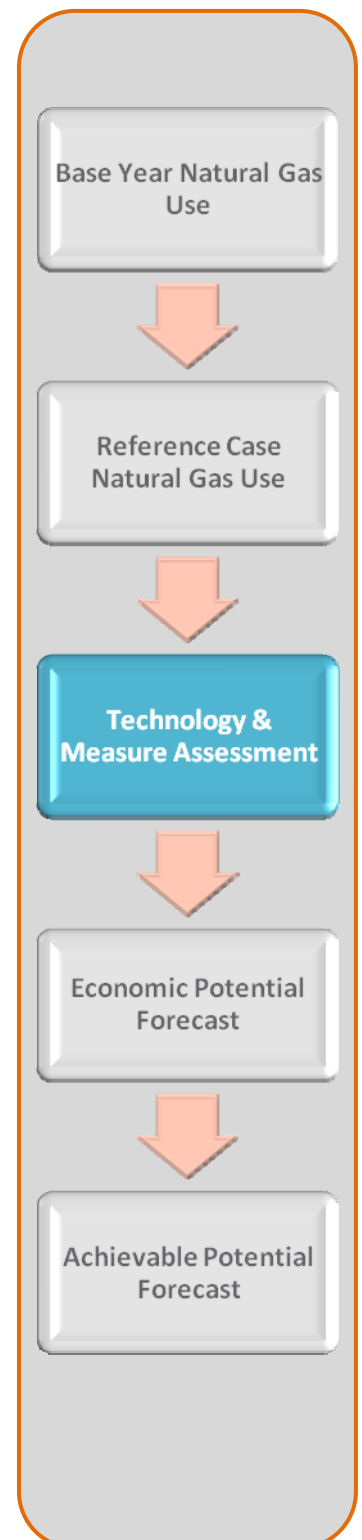 Base Year Natural Gas
Use
Reference Case
Natural Gas Use
Technology &
Measure Assessment
Economic Potential
Forecast
Achievable Potential
Forecast